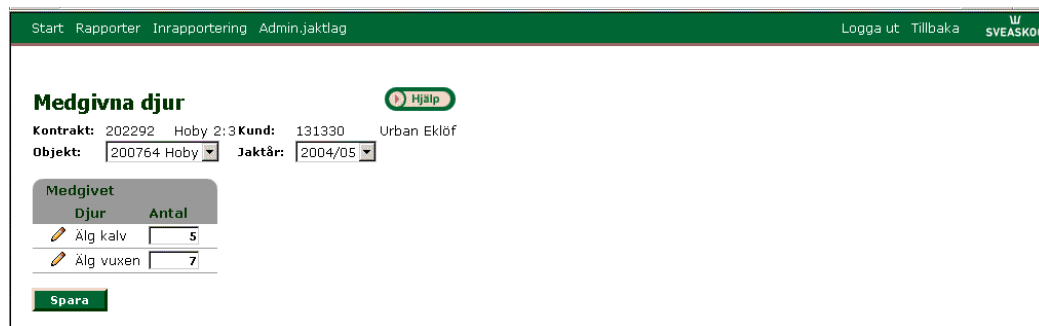 Start Rapporter Inrapportering Admin.jaktlag Logga ut Tillbaka SVEASKO
Medgivna djur Hjälp
Kontrakt: 202292 Hoby 2:3 Kund: 131330 Urban Eklöf
Objekt: 200764 Hoby Jaktår: 2004/05
Medgivet
Djur Antal
Älg kalv 5
Älg vuxen 7
Spara